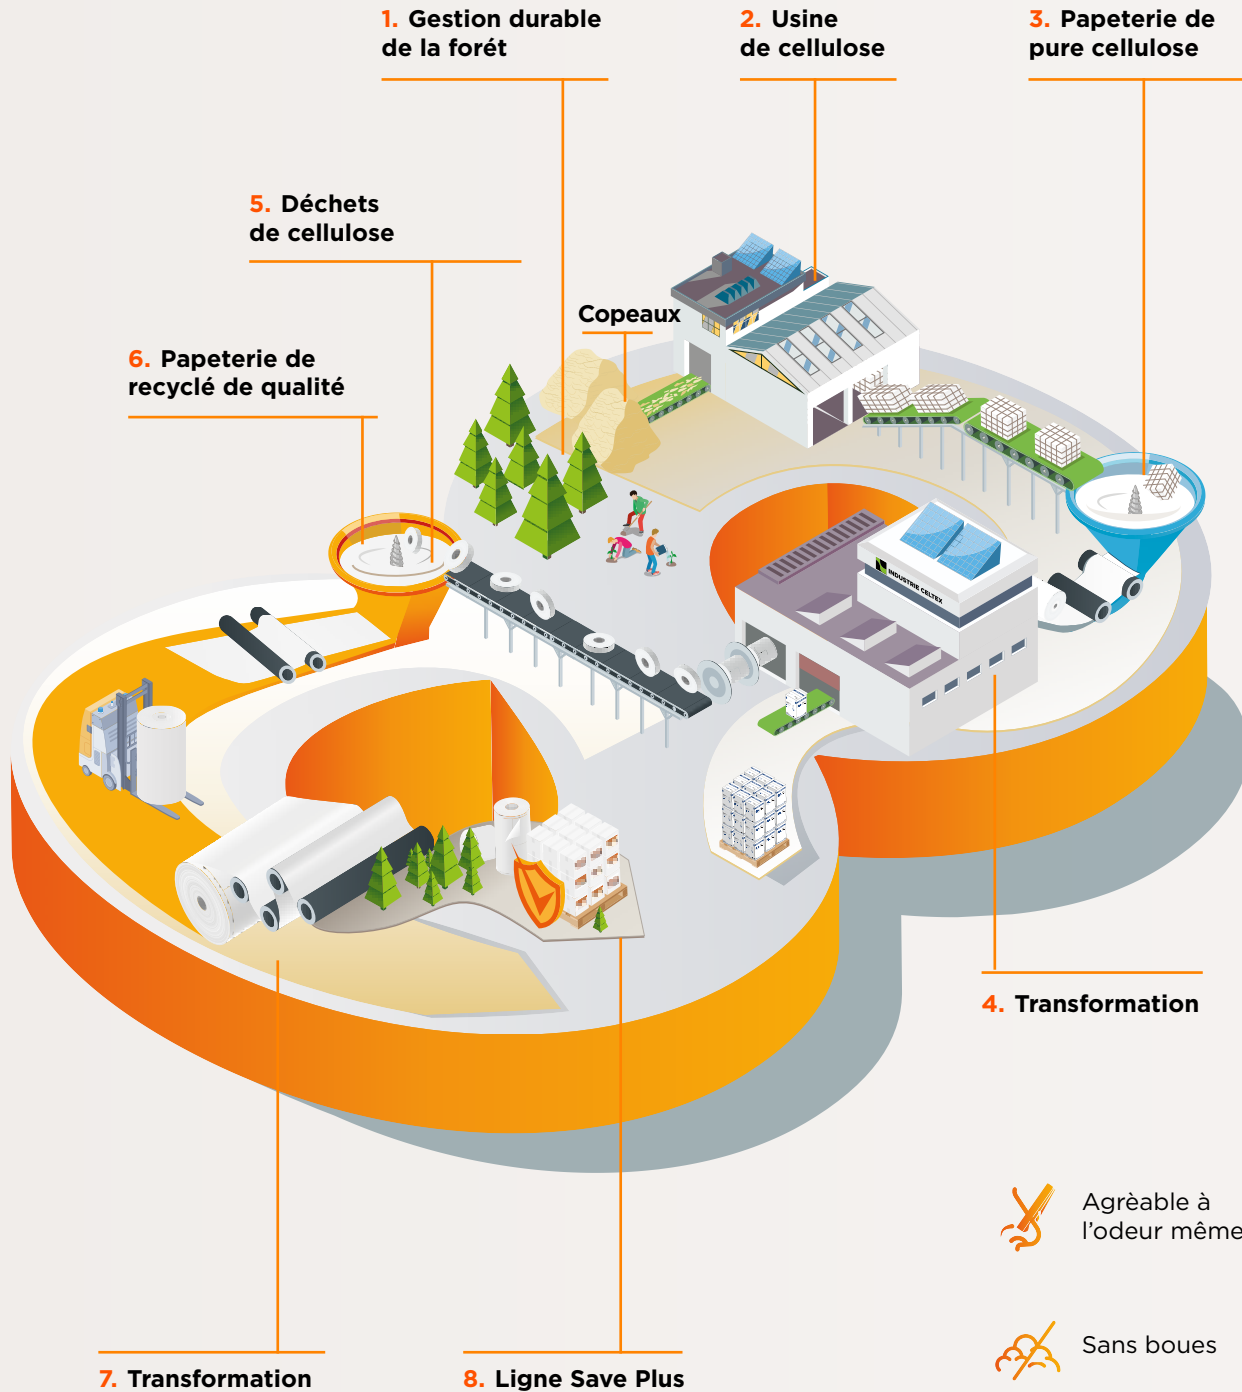 1. Gestion durable
de la forét
2. Usine
de cellulose
3. Papeterie de
pure cellulose
5. Déchets
de cellulose
Copeaux
6. Papeterie de
recyclé de qualité
INDUSTRIE CELTEX
4. Transformation
Agrèable à
l'odeur même
Sans boues
7. Transformation
8. Ligne Save Plus